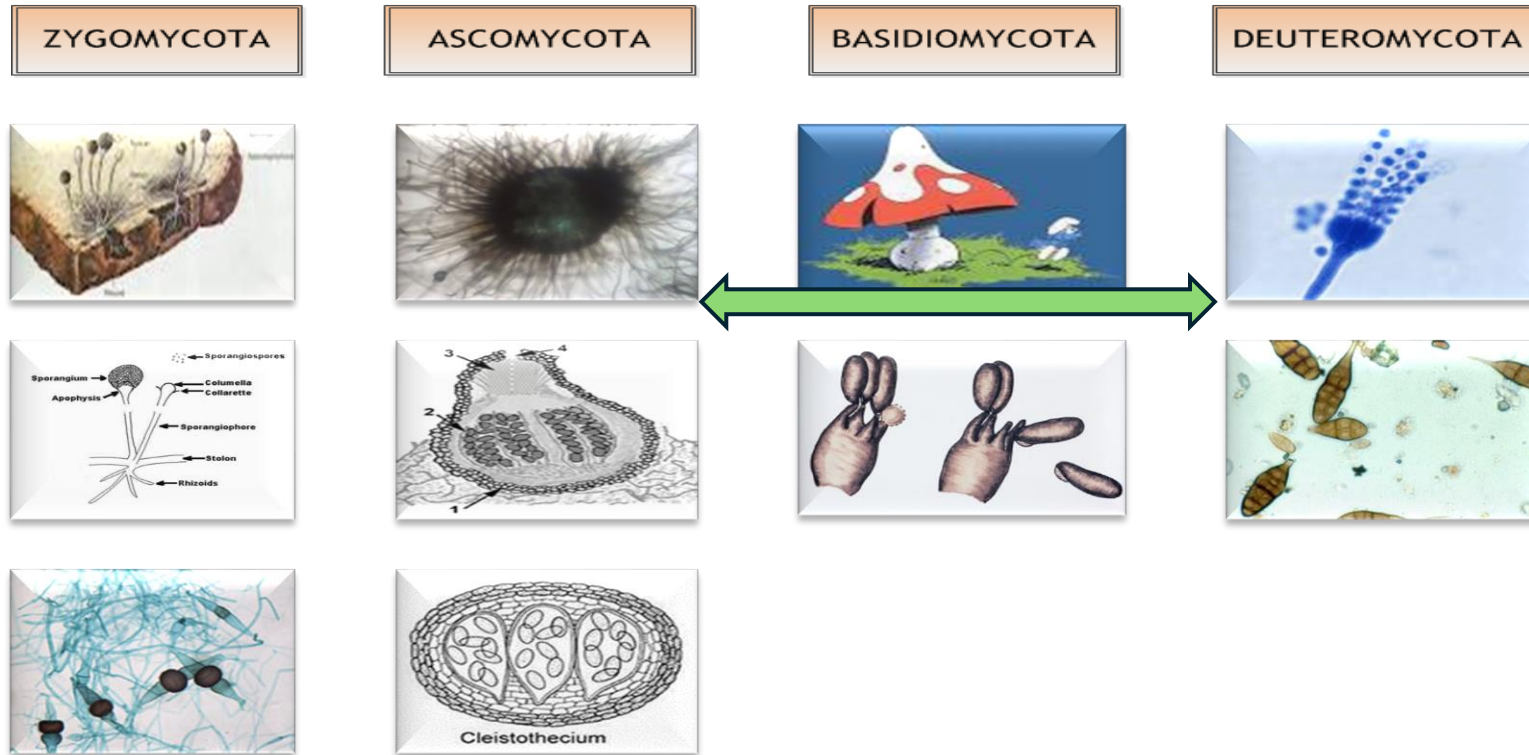 ZYGOMYCOTA
ASCOMYCOTA
BASIDIOMYCOTA
DEUTEROMYCOTA
Sporangiospores
Sporangium
Columella
Collarette
Apophysis
Sporangiophore
Stolon
Rhizoids
3
4
2
1
Cleistothecium